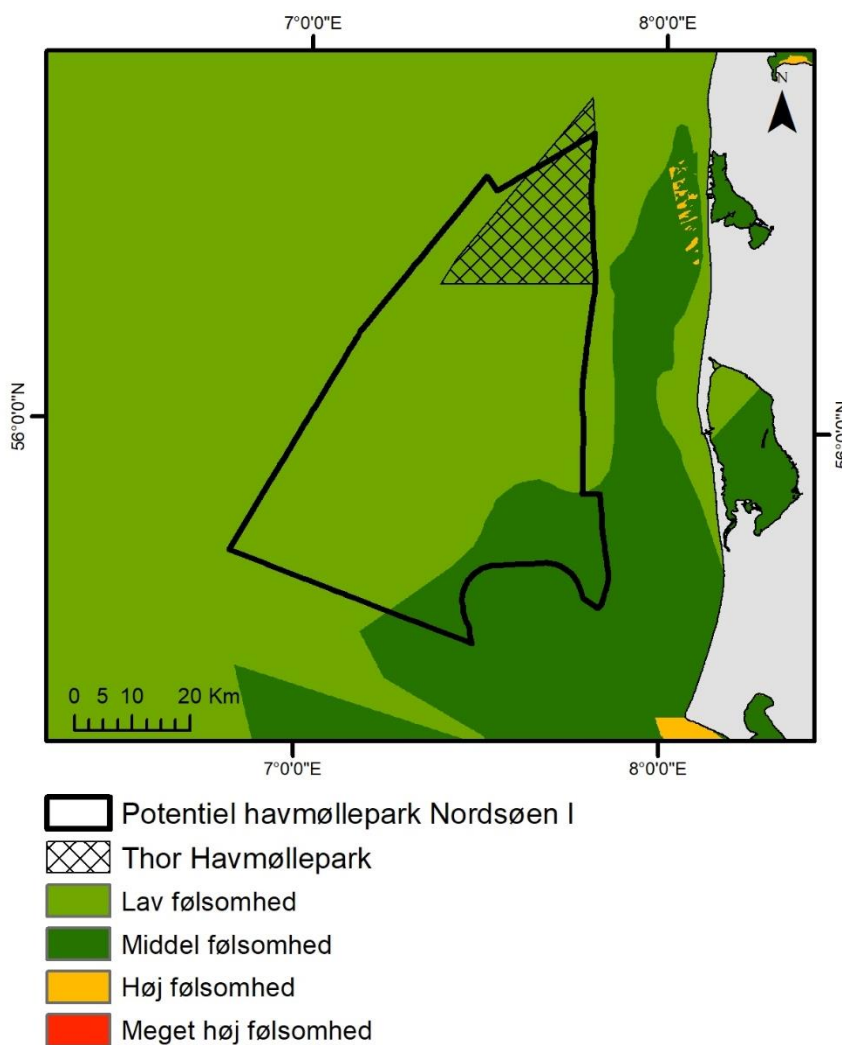 7°0'0"E 8°0'0"E
N
56°0'0"N 56°0'0"N
0 5 10 20 Km
7°0'0"E 8°0'0"E
Potentiel havmøllepark Nordsøen I
Thor Havmøllepark
Lav følsomhed
Middel følsomhed
Høj følsomhed
Meget høj følsomhed